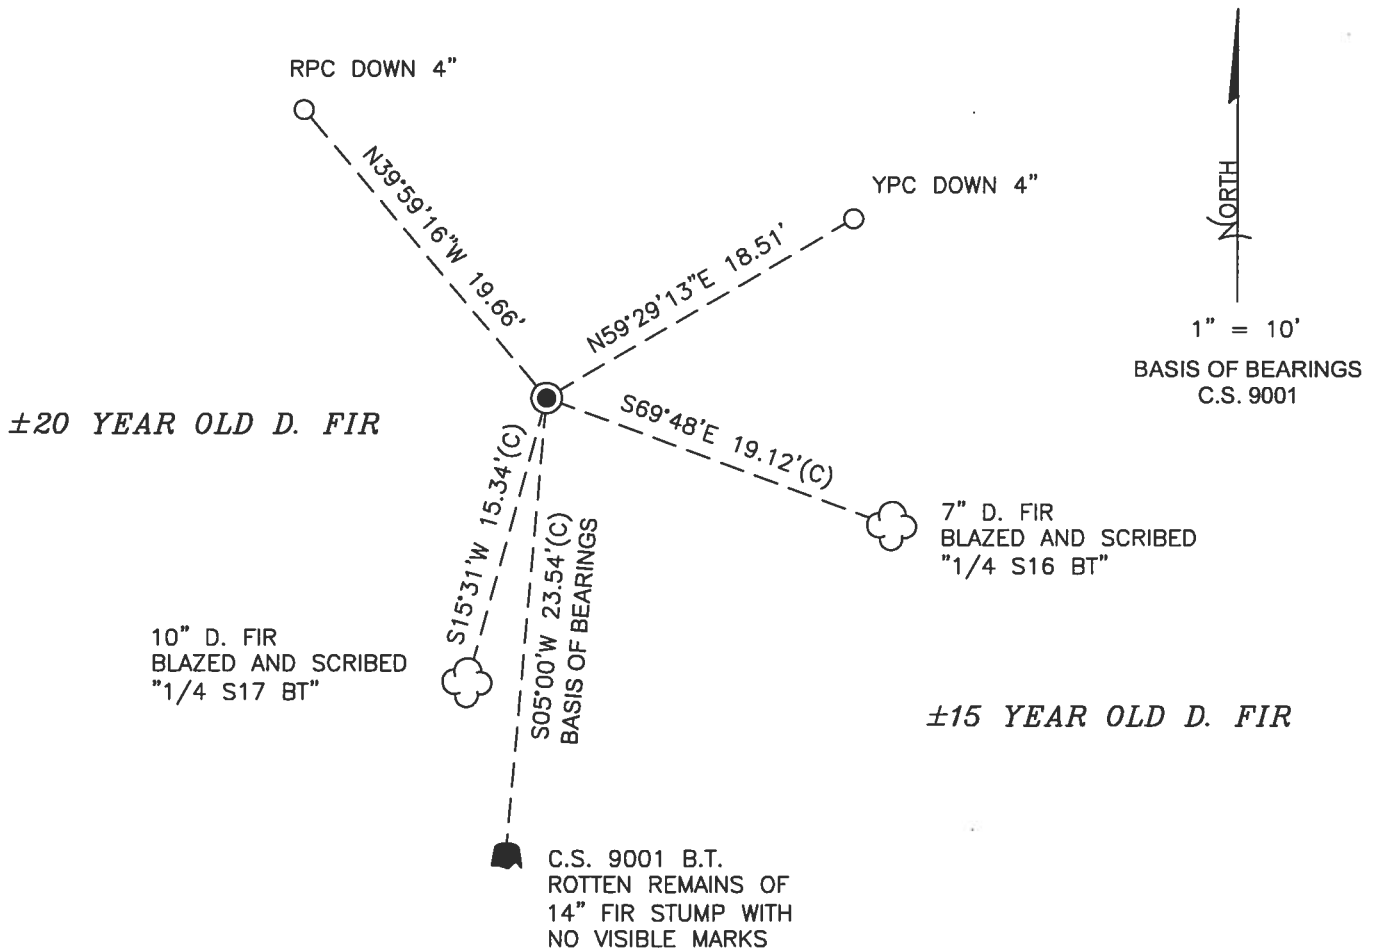 RPC DOWN 4"
N39°59'16"W 19.66'
YPC DOWN 4"
N59°29'13"E 18.51'
NORTH
1" = 10'
BASIS OF BEARINGS
C.S. 9001
±20 YEAR OLD D. FIR
S69°48'E 19.12'(C)
7" D. FIR
BLAZED AND SCRIBED
"1/4 S16 BT"
S15°31'W 15.34'(C)
S05°00'W 23.54'(C)
BASIS OF BEARINGS
10" D. FIR
BLAZED AND SCRIBED
"1/4 S17 BT"
±15 YEAR OLD D. FIR
C.S. 9001 B.T.
ROTTEN REMAINS OF
14" FIR STUMP WITH
NO VISIBLE MARKS